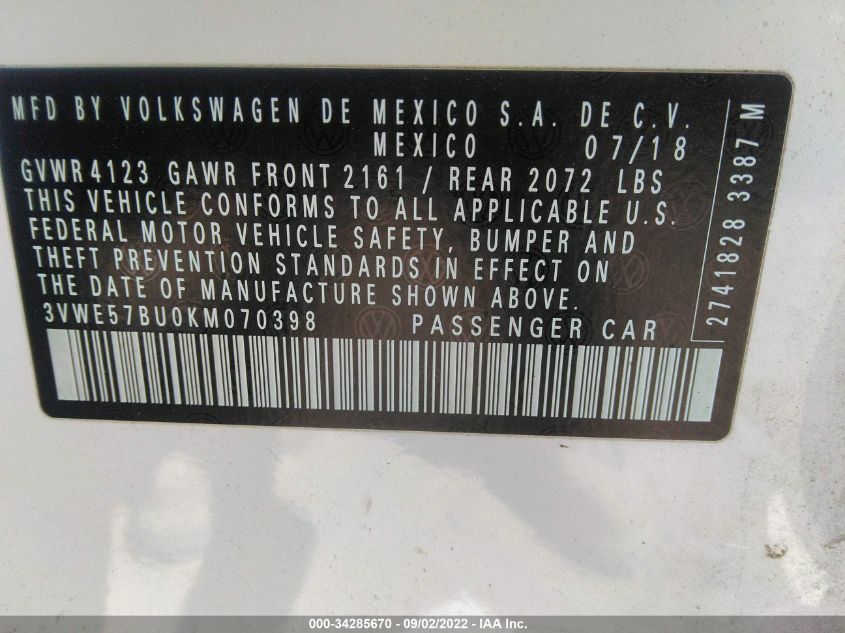 MFD BY VOLKSWAGEN DE MEXICO S.A. DE C.V.
MEXICO 07/18
GVWR 4123 GAWR FRONT 2161 / REAR 2072 LBS
THIS VEHICLE CONFORMS TO ALL APPLICABLE U.S.
FEDERAL MOTOR VEHICLE SAFETY, BUMPER AND
THEFT PREVENTION STANDARDS IN EFFECT ON
THE DATE OF MANUFACTURE SHOWN ABOVE.
3VWE57BU0KM070398 PASSENGER CAR
2741828 3387 M
000-34285670 - 09/02/2022 - IAA Inc.